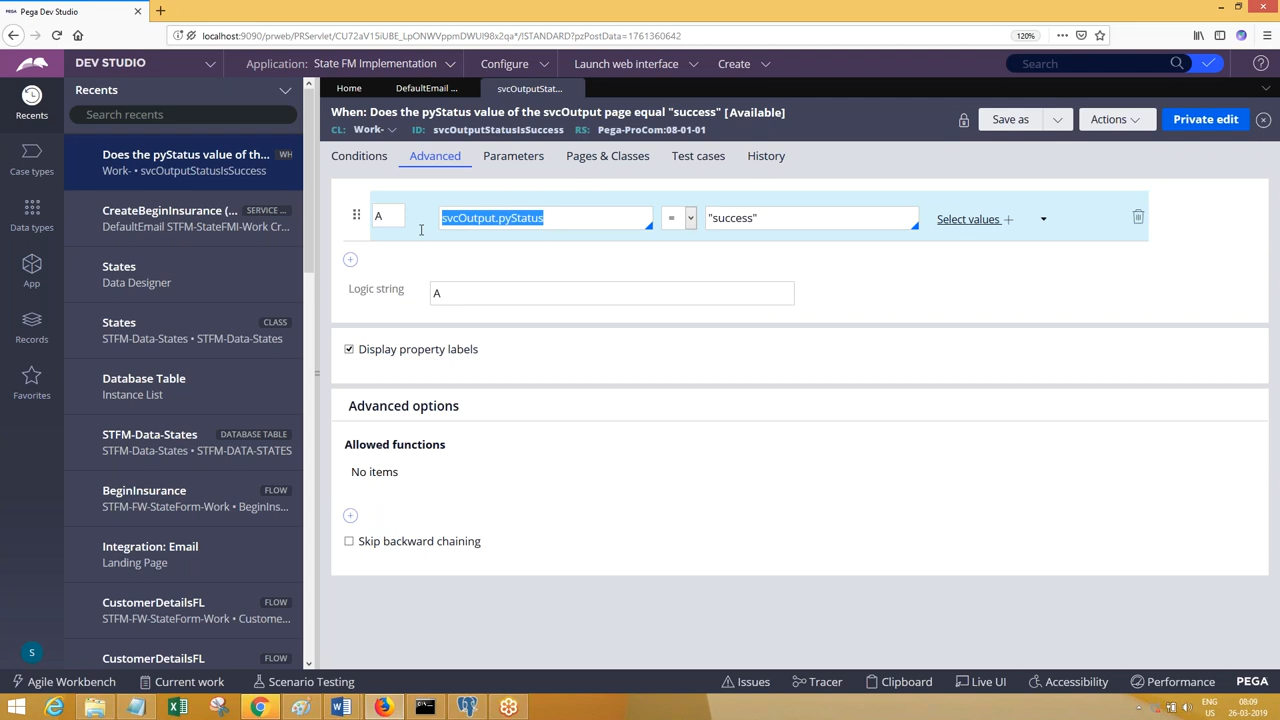 Pega Dev Studio
localhost:9090/prweb/PRServlet/CU72aV15iUBE_LpONWVppmDWUI98x2qa*/!STANDARD?pzPostData=1761360642
120%
DEV STUDIO
Application: State FM Implementation
Configure
Launch web interface
Create
Search
Recents
Search recents
Recents
Case types
Data types
App
Records
Favorites
S
Does the pyStatus value of th... WH
Work- • svcOutputStatusIsSuccess
CreateBeginInsurance (... SERVICE ...
DefaultEmail STFM-StateFMI-Work Cr...
States
Data Designer
States CLASS
STFM-Data-States • STFM-Data-States
Database Table
Instance List
STFM-Data-States DATABASE TABLE
STFM-Data-States • STFM-DATA-STATES
BeginInsurance FLOW
STFM-FW-StateForm-Work • BeginIns...
Integration: Email
Landing Page
CustomerDetailsFL FLOW
STFM-FW-StateForm-Work • Custome...
CustomerDetailsFL FLOW
Home
DefaultEmail ...
svcOutputStat...
When: Does the pyStatus value of the svcOutput page equal "success" [Available]
CL: Work- ID: svcOutputStatusIsSuccess RS: Pega-ProCom:08-01-01
Save as
Actions
Private edit
Conditions
Advanced
Parameters
Pages & Classes
Test cases
History
A
svcOutput.pyStatus
=
"success"
Select values
Logic string
A
Display property labels
Advanced options
Allowed functions
No items
Skip backward chaining
Agile Workbench
Current work
Scenario Testing
Issues
Tracer
Clipboard
Live UI
Accessibility
Performance
PEGA
ENG
US
08:09
26-03-2019